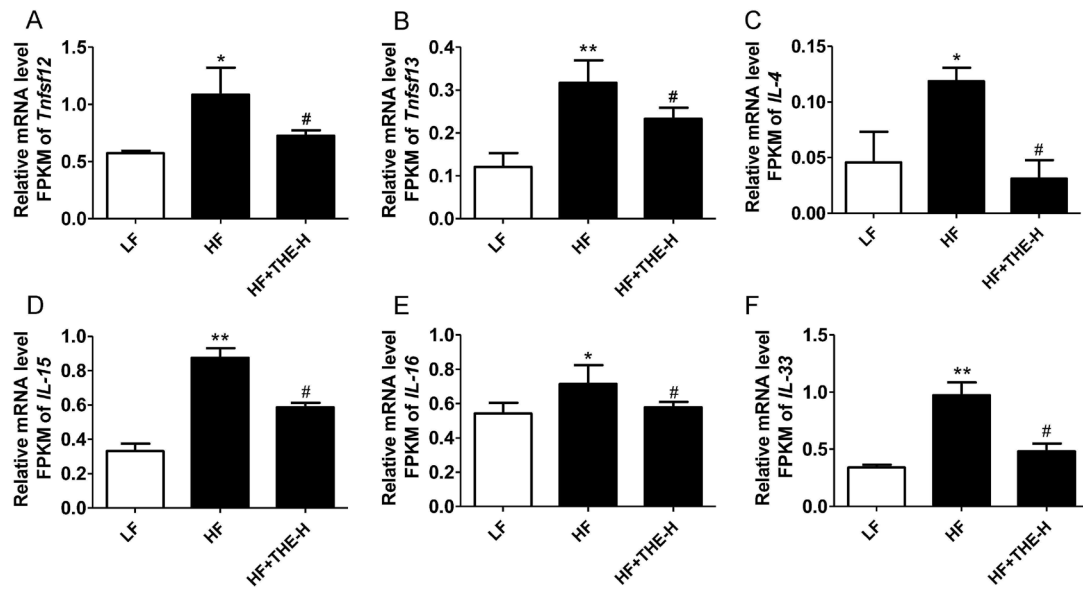 A
Relative mRNA level
FPKM of Tnfsf12
1.5
1.0
0.5
0.0
*
#
LF
HF
HF+THE-H
B
Relative mRNA level
FPKM of Tnfsf13
0.4
0.3
0.2
0.1
0.0
**
#
LF
HF
HF+THE-H
C
Relative mRNA level
FPKM of IL-4
0.15
0.10
0.05
0.00
*
#
LF
HF
HF+THE-H
D
Relative mRNA level
FPKM of IL-15
1.0
0.8
0.6
0.4
0.2
0.0
**
#
LF
HF
HF+THE-H
E
Relative mRNA level
FPKM of IL-16
1.0
0.8
0.6
0.4
0.2
0.0
*
#
LF
HF
HF+THE-H
F
Relative mRNA level
FPKM of IL-33
1.5
1.0
0.5
0.0
**
#
LF
HF
HF+THE-H